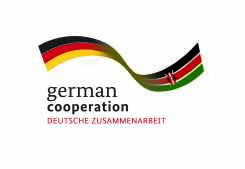 german
cooperation
DEUTSCHE ZUSAMMENARBEIT